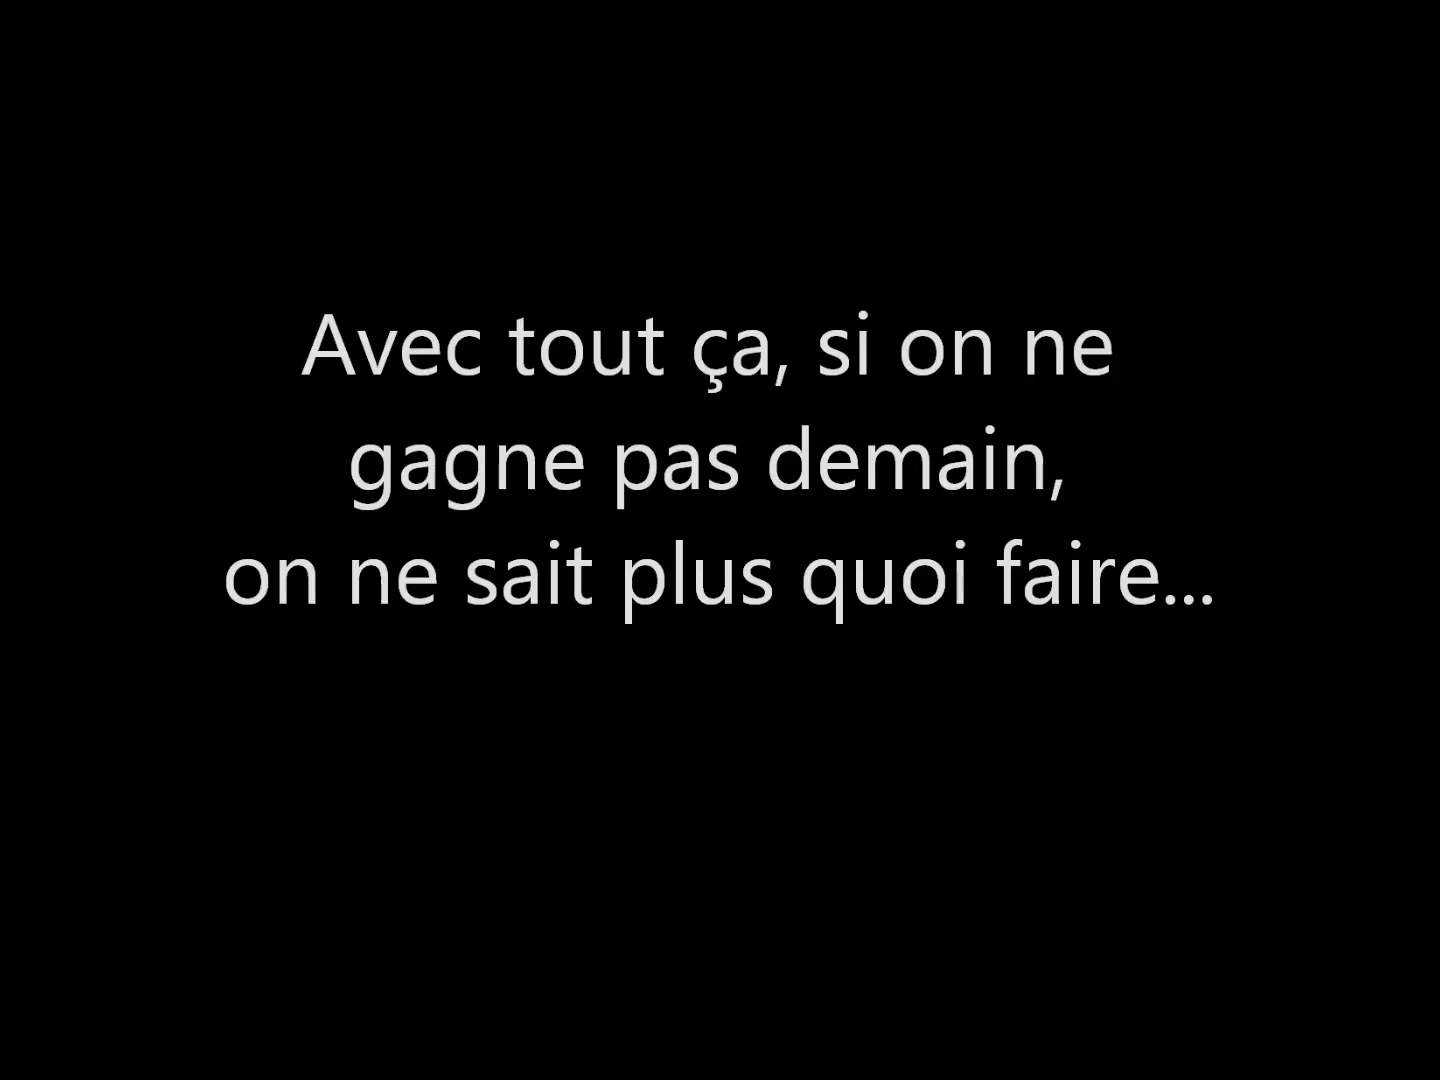 Avec tout ça, si on ne
gagne pas demain,
on ne sait plus quoi faire...